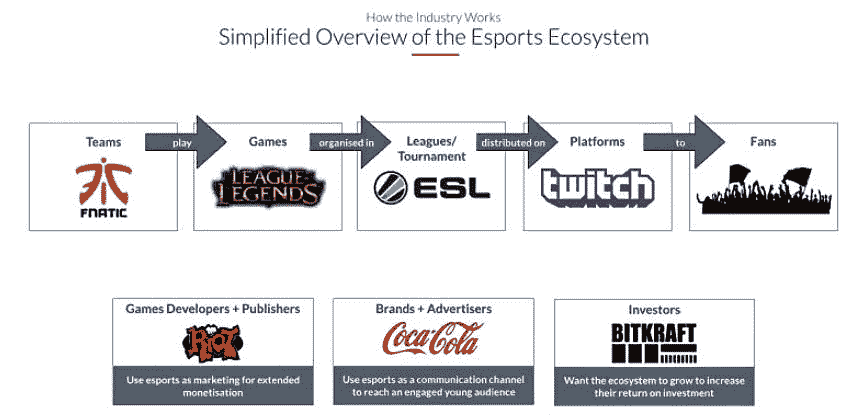 How the Industry Works
Simplified Overview of the Esports Ecosystem
Teams
play
Games
organised in
Leagues/
Tournament
distributed on
Platforms
to
Fans
FNATIC
LEAGUE OF
LEGENDS
ESL
twitch
Games Developers + Publishers
RIOT
Use esports as marketing for extended
monetisation
Brands + Advertisers
Coca-Cola
Use esports as a communication channel
to reach an engaged young audience
Investors
BITKRAFT
Want the ecosystem to grow to increase
their return on investment